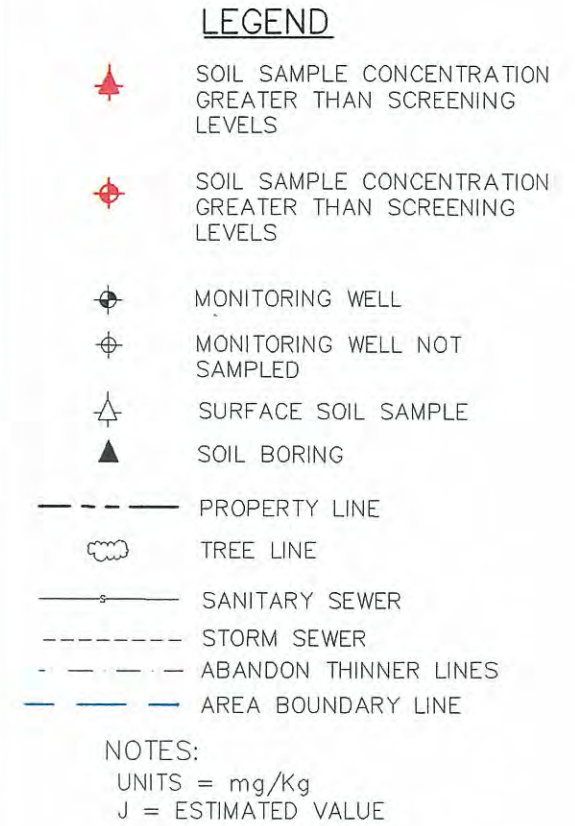 LEGEND
SOIL SAMPLE CONCENTRATION
GREATER THAN SCREENING
LEVELS
SOIL SAMPLE CONCENTRATION
GREATER THAN SCREENING
LEVELS
MONITORING WELL
MONITORING WELL NOT
SAMPLED
SURFACE SOIL SAMPLE
SOIL BORING
PROPERTY LINE
TREE LINE
S SANITARY SEWER
STORM SEWER
ABANDON THINNER LINES
AREA BOUNDARY LINE
NOTES:
UNITS = mg/Kg
J = ESTIMATED VALUE